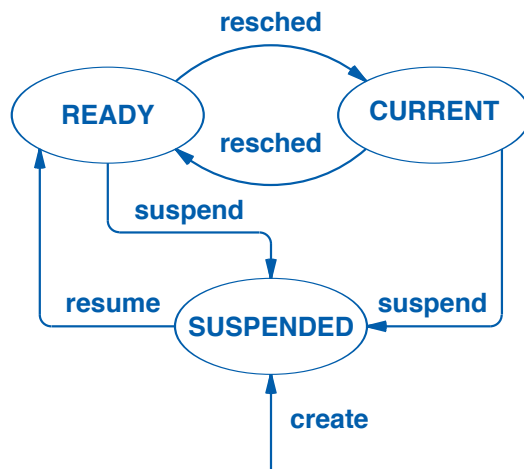 resched
READY
CURRENT
resched
suspend
resume
suspend
SUSPENDED
create